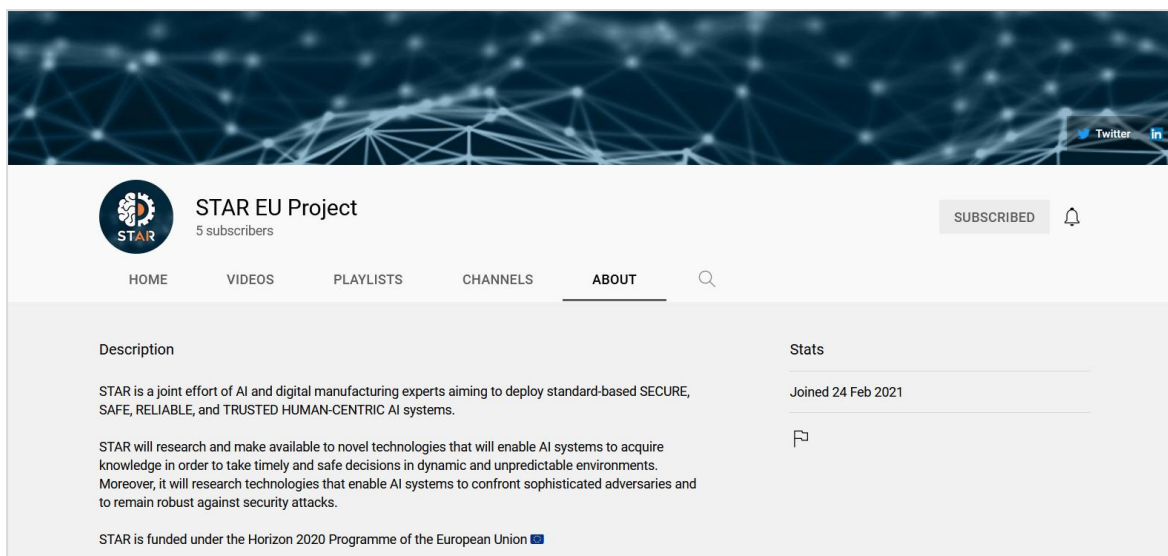 Twitter
STAR
STAR EU Project
5 subscribers
SUBSCRIBED
HOME VIDEOS PLAYLISTS CHANNELS ABOUT
Description
STAR is a joint effort of AI and digital manufacturing experts aiming to deploy standard-based SECURE,
SAFE, RELIABLE, and TRUSTED HUMAN-CENTRIC AI systems.
STAR will research and make available to novel technologies that will enable AI systems to acquire
knowledge in order to take timely and safe decisions in dynamic and unpredictable environments.
Moreover, it will research technologies that enable AI systems to confront sophisticated adversaries and
to remain robust against security attacks.
STAR is funded under the Horizon 2020 Programme of the European Union 🇪🇺
Stats
Joined 24 Feb 2021